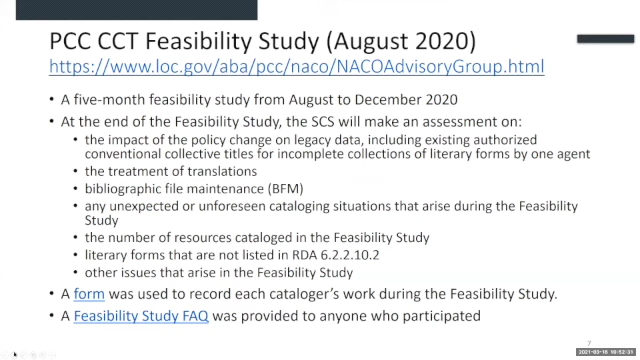 PCC CCT Feasibility Study (August 2020)
https://www.loc.gov/aba/pcc/naco/NACOAdvisoryGroup.html
• A five-month feasibility study from August to December 2020
• At the end of the Feasibility Study, the SCS will make an assessment on:
• the impact of the policy change on legacy data, including existing authorized
conventional collective titles for incomplete collections of literary forms by one agent
• the treatment of translations
• bibliographic file maintenance (BFM)
• any unexpected or unforeseen cataloging situations that arise during the Feasibility
Study
• the number of resources cataloged in the Feasibility Study
• literary forms that are not listed in RDA 6.2.2.10.2
• other issues that arise in the Feasibility Study
• A form was used to record each cataloger's work during the Feasibility Study.
• A Feasibility Study FAQ was provided to anyone who participated
7